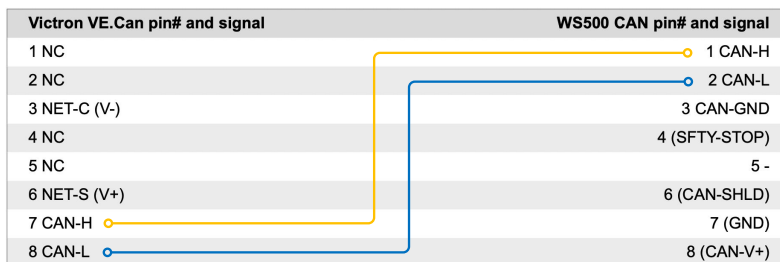 Victron VE.Can pin# and signal WS500 CAN pin# and signal
1 NC 1 CAN-H
2 NC 2 CAN-L
3 NET-C (V-) 3 CAN-GND
4 NC 4 (SFTY-STOP)
5 NC 5 -
6 NET-S (V+) 6 (CAN-SHLD)
7 CAN-H 7 (GND)
8 CAN-L 8 (CAN-V+)